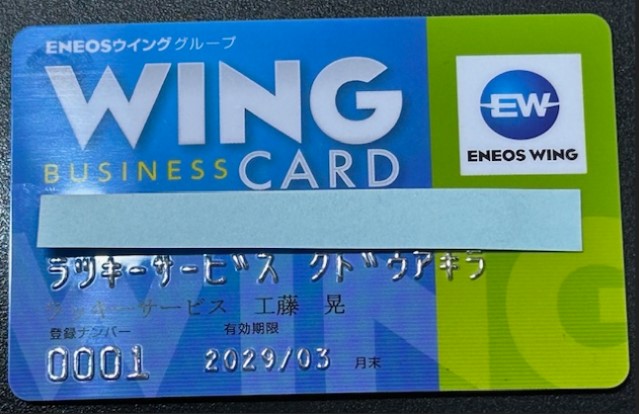 ENEOSウインググループ
WING
BUSINESS CARD
EW
ENEOS WING
ラツキーサービス クドウアキラ
ラッキーサービス 工藤 晃
登録ナンバー 有効期限
0001 2029/03 月末
WING